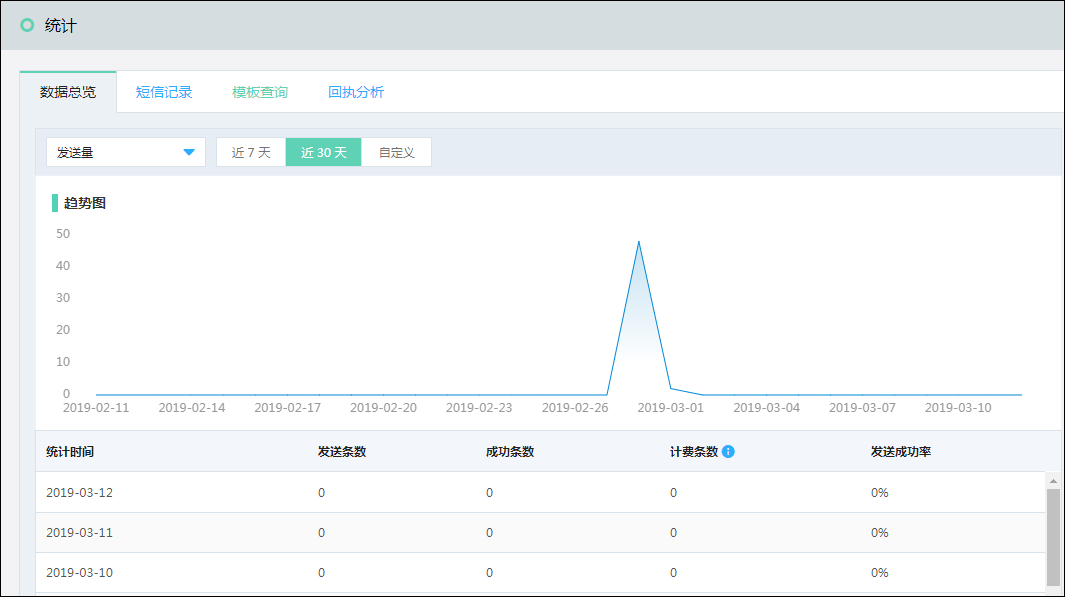 统计
数据总览 短信记录 模板查询 回执分析
发送量 近 7 天 近 30 天 自定义
趋势图
50
40
30
20
10
0
2019-02-11 2019-02-14 2019-02-17 2019-02-20 2019-02-23 2019-02-26 2019-03-01 2019-03-04 2019-03-07 2019-03-10
统计时间 发送条数 成功条数 计费条数 i 发送成功率
2019-03-12 0 0 0 0%
2019-03-11 0 0 0 0%
2019-03-10 0 0 0 0%